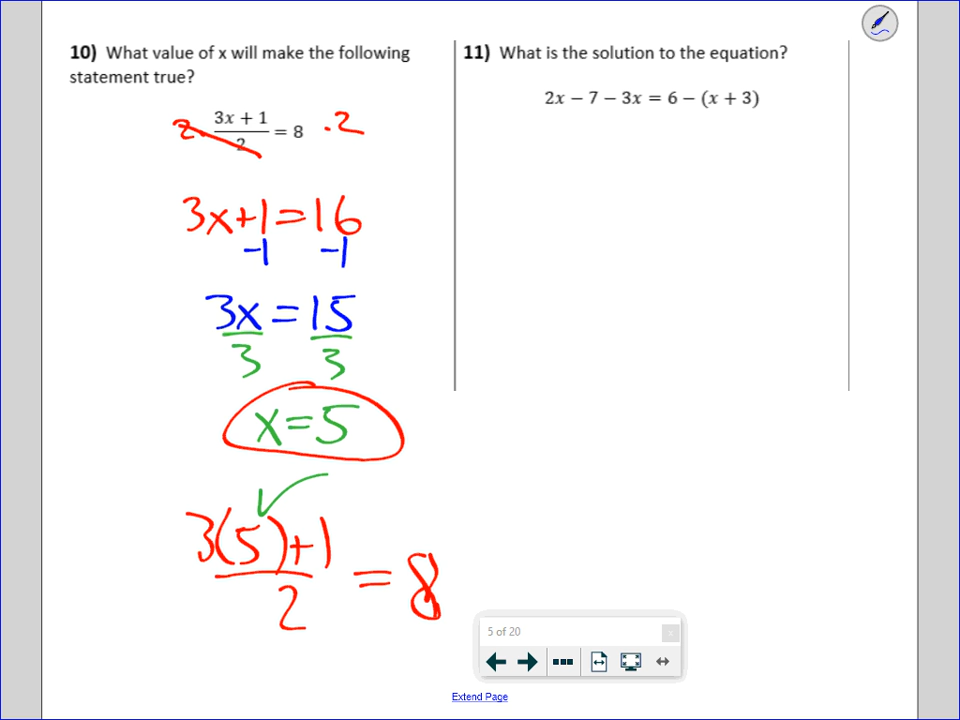 10) What value of x will make the following
statement true?
2· 3x + 1 / 2 = 8 ·2
3x+1=16
-1 -1
3x = 15
3 3
x=5
3(5)+1
2
= 8
11) What is the solution to the equation?
2x − 7 − 3x = 6 − (x + 3)
5 of 20
Extend Page